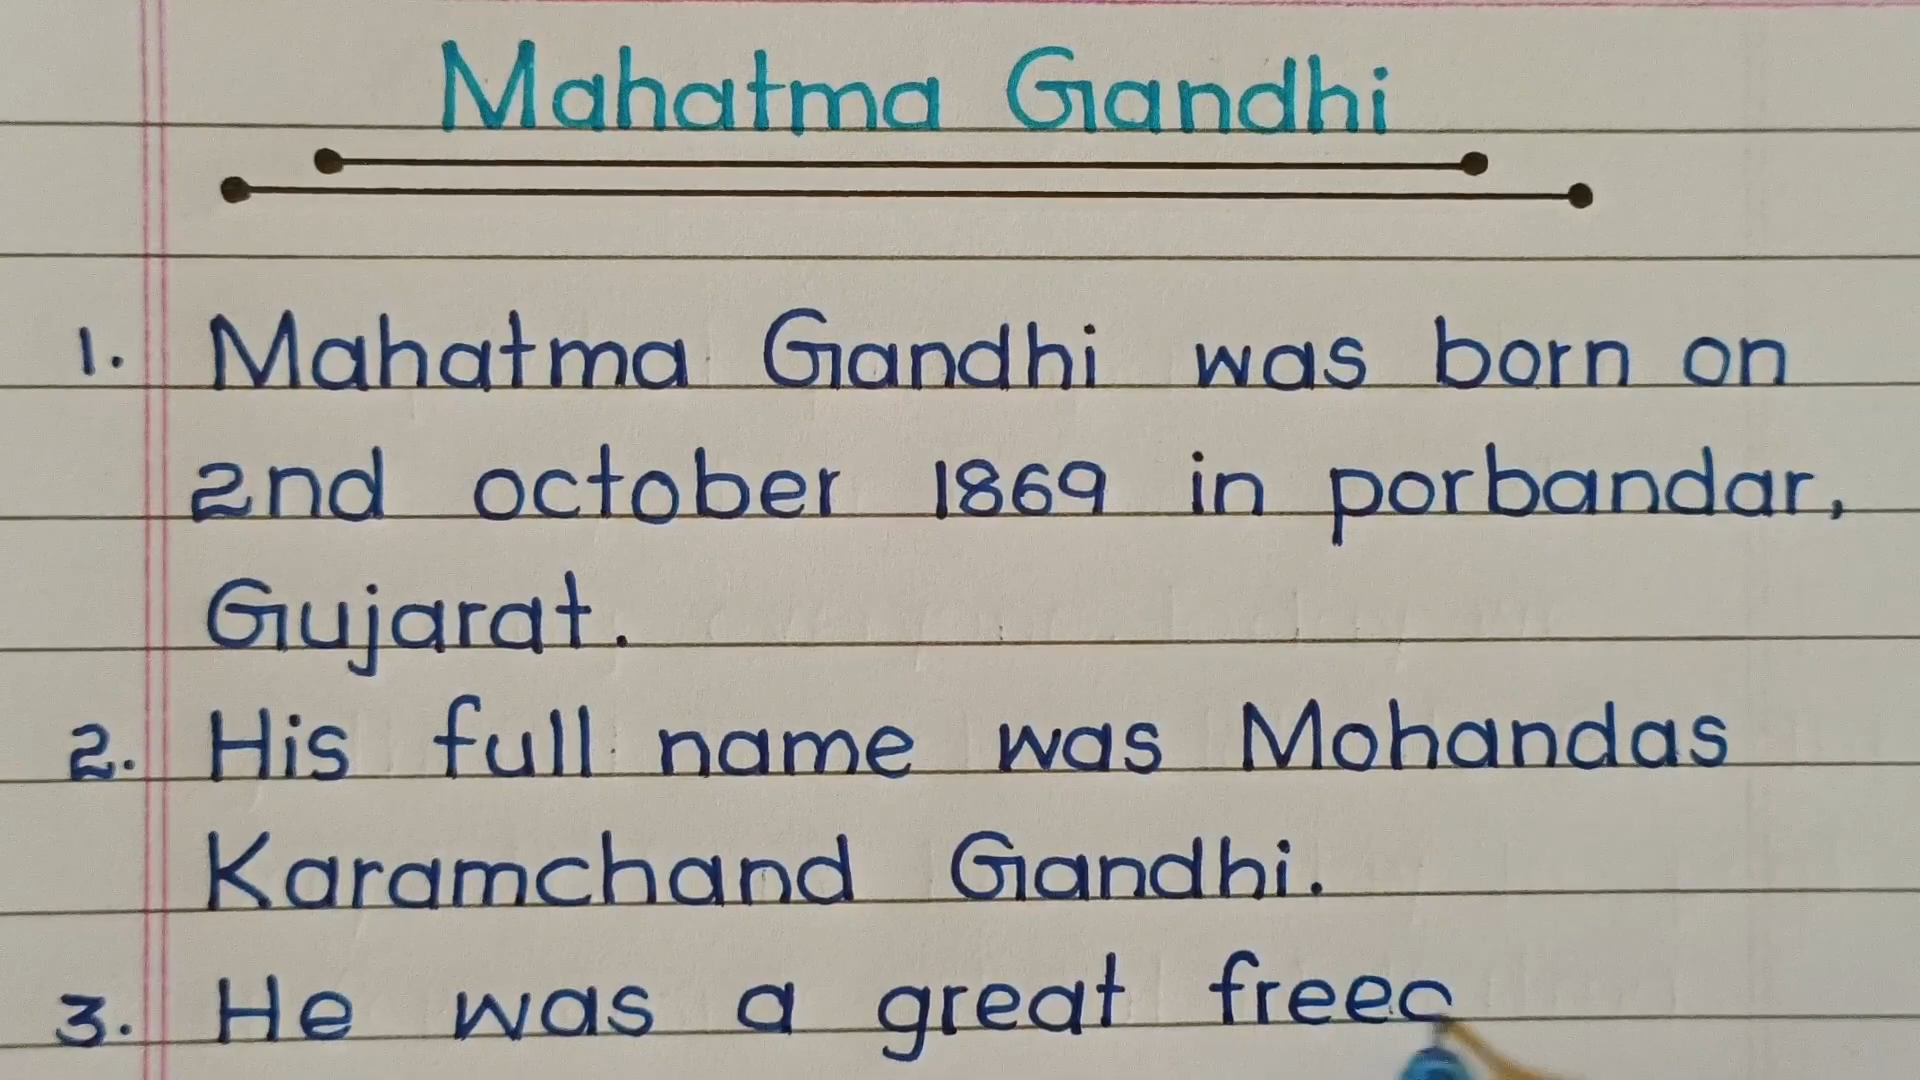 Mahatma Gandhi
1. Mahatma Gandhi was born on
2nd october 1869 in porbandar,
Gujarat.
2. His full name was Mohandas
Karamchand Gandhi.
3. He was a great